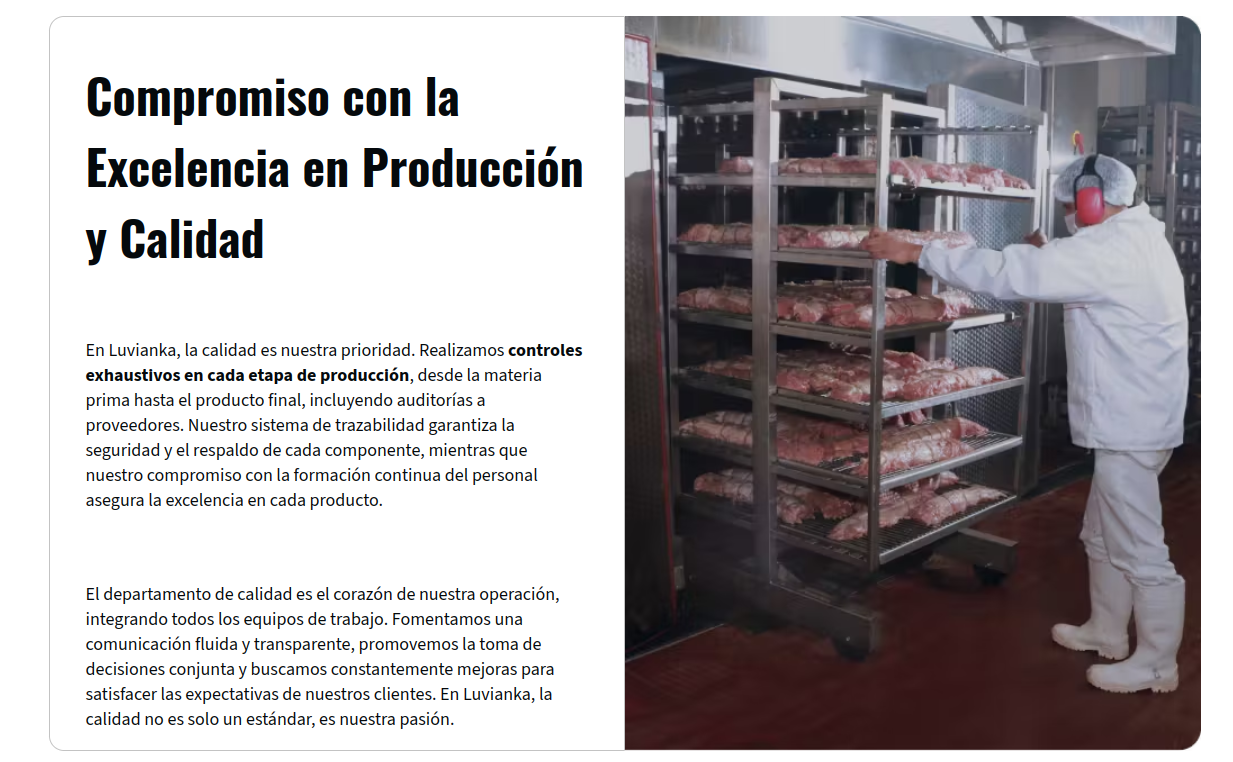 Compromiso con la
Excelencia en Producción
y Calidad
En Luvianka, la calidad es nuestra prioridad. Realizamos controles
exhaustivos en cada etapa de producción, desde la materia
prima hasta el producto final, incluyendo auditorías a
proveedores. Nuestro sistema de trazabilidad garantiza la
seguridad y el respaldo de cada componente, mientras que
nuestro compromiso con la formación continua del personal
asegura la excelencia en cada producto.
El departamento de calidad es el corazón de nuestra operación,
integrando todos los equipos de trabajo. Fomentamos una
comunicación fluida y transparente, promovemos la toma de
decisiones conjunta y buscamos constantemente mejoras para
satisfacer las expectativas de nuestros clientes. En Luvianka, la
calidad no es solo un estándar, es nuestra pasión.